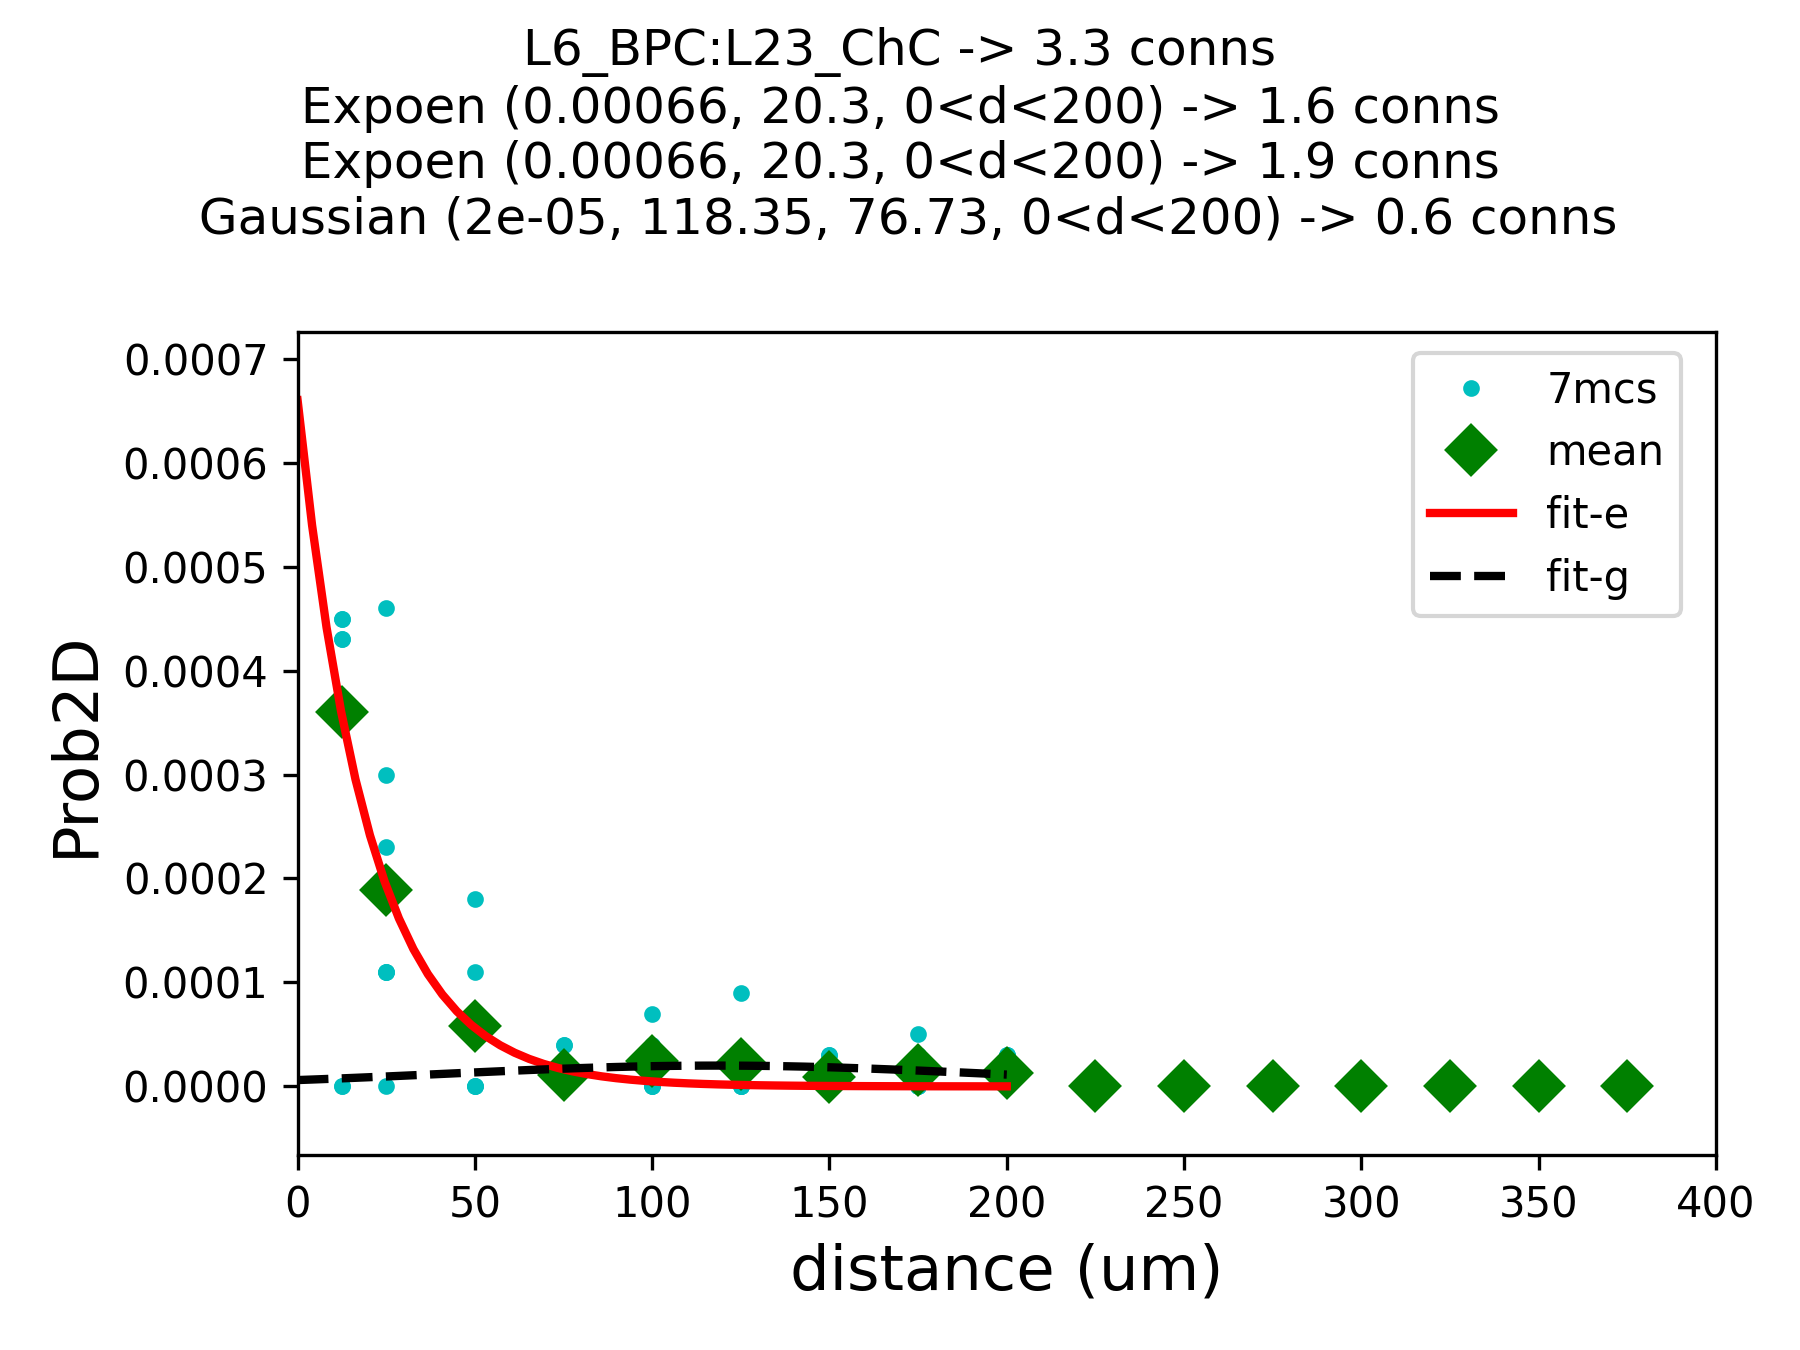 L6_BPC:L23_ChC -> 3.3 conns
Expoen (0.00066, 20.3, 0<d<200) -> 1.6 conns
Expoen (0.00066, 20.3, 0<d<200) -> 1.9 conns
Gaussian (2e-05, 118.35, 76.73, 0<d<200) -> 0.6 conns
Prob2D
0.0007
0.0006
0.0005
0.0004
0.0003
0.0002
0.0001
0.0000
7mcs
mean
fit-e
fit-g
0 50 100 150 200 250 300 350 400
distance (um)